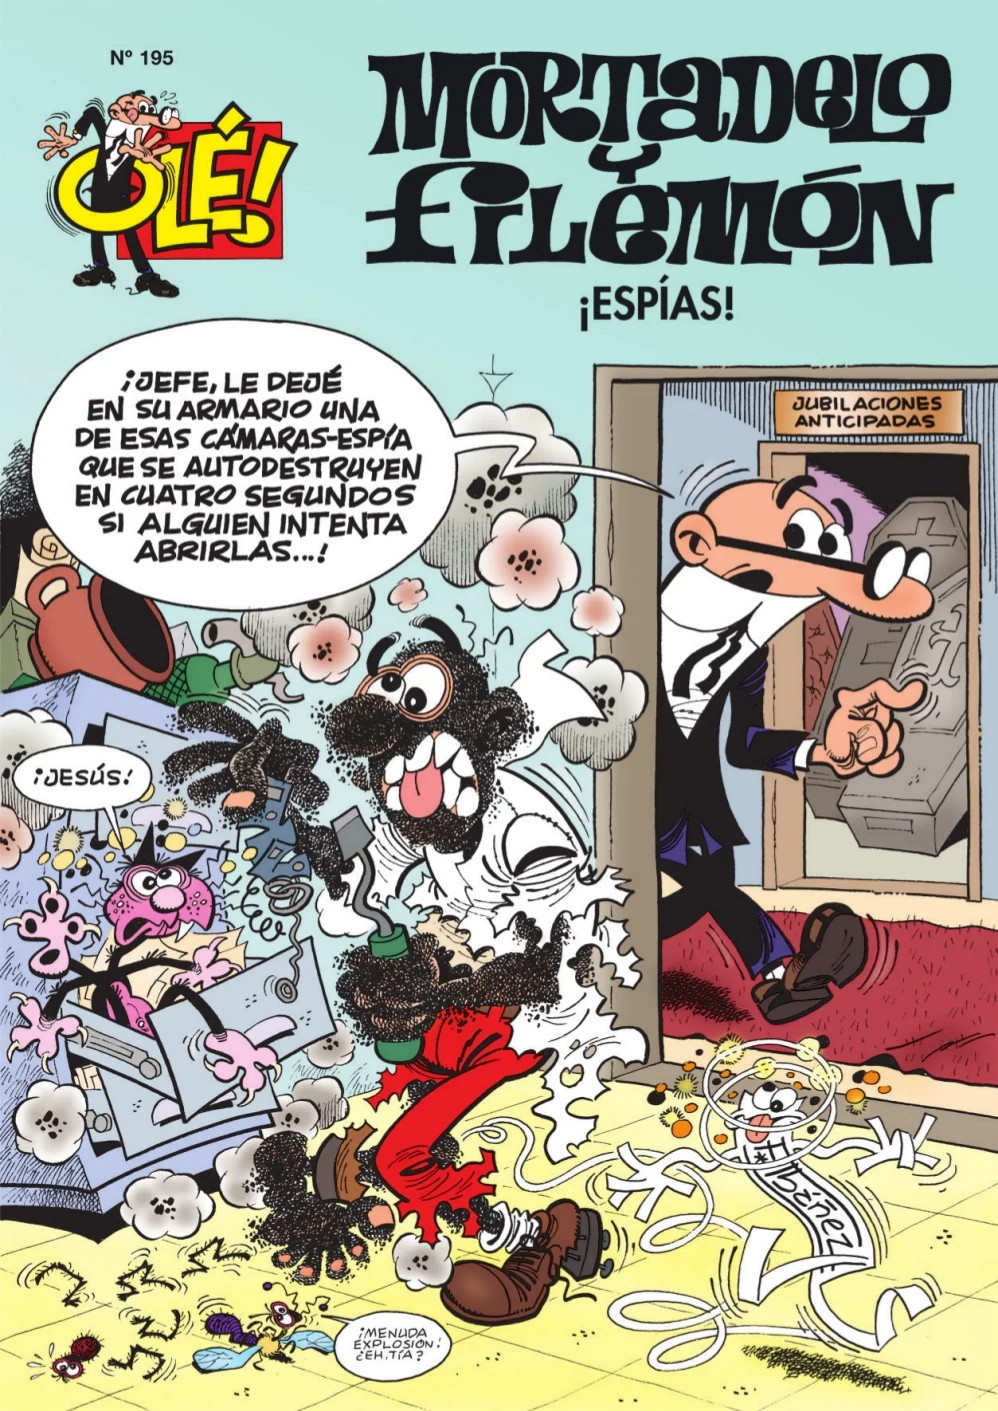 Nº 195
OLÉ!
MORTADELO
Y
FILEMÓN
¡ESPÍAS!
¡JEFE, LE DEJÉ
EN SU ARMARIO UNA
DE ESAS CÁMARAS-ESPÍA
QUE SE AUTODESTRUYEN
EN CUATRO SEGUNDOS
SI ALGUIEN INTENTA
ABRIRLAS...!
JUBILACIONES
ANTICIPADAS
¡JESÚS!
Ibáñez
¡MENUDA
EXPLOSIÓN!
¿EH, TÍA?